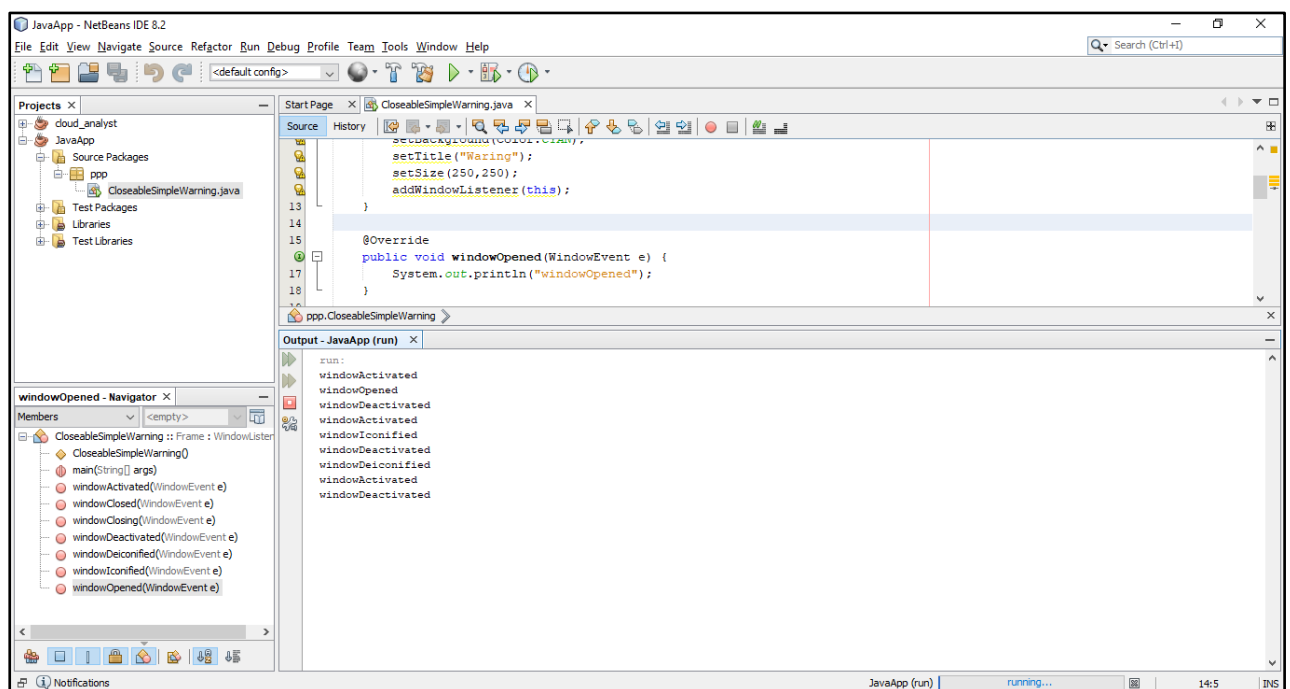 JavaApp - NetBeans IDE 8.2
File Edit View Navigate Source Refactor Run Debug Profile Team Tools Window Help
Search (Ctrl+I)
<default config>
Projects
cloud_analyst
JavaApp
Source Packages
ppp
CloseableSimpleWarning.java
Test Packages
Libraries
Test Libraries
Start Page
CloseableSimpleWarning.java
Source History
setBackground(Color.CYAN);
setTitle("Waring");
setSize(250,250);
addWindowListener(this);
13 }
14
15 @Override
public void windowOpened(WindowEvent e) {
17 System.out.println("windowOpened");
18 }
ppp.CloseableSimpleWarning
Output - JavaApp (run)
run:
windowActivated
windowOpened
windowDeactivated
windowActivated
windowIconified
windowDeactivated
windowDeiconified
windowActivated
windowDeactivated
windowOpened - Navigator
Members <empty>
CloseableSimpleWarning :: Frame : WindowListener
CloseableSimpleWarning()
main(String[] args)
windowActivated(WindowEvent e)
windowClosed(WindowEvent e)
windowClosing(WindowEvent e)
windowDeactivated(WindowEvent e)
windowDeiconified(WindowEvent e)
windowIconified(WindowEvent e)
windowOpened(WindowEvent e)
Notifications
JavaApp (run) running... 14:5 INS